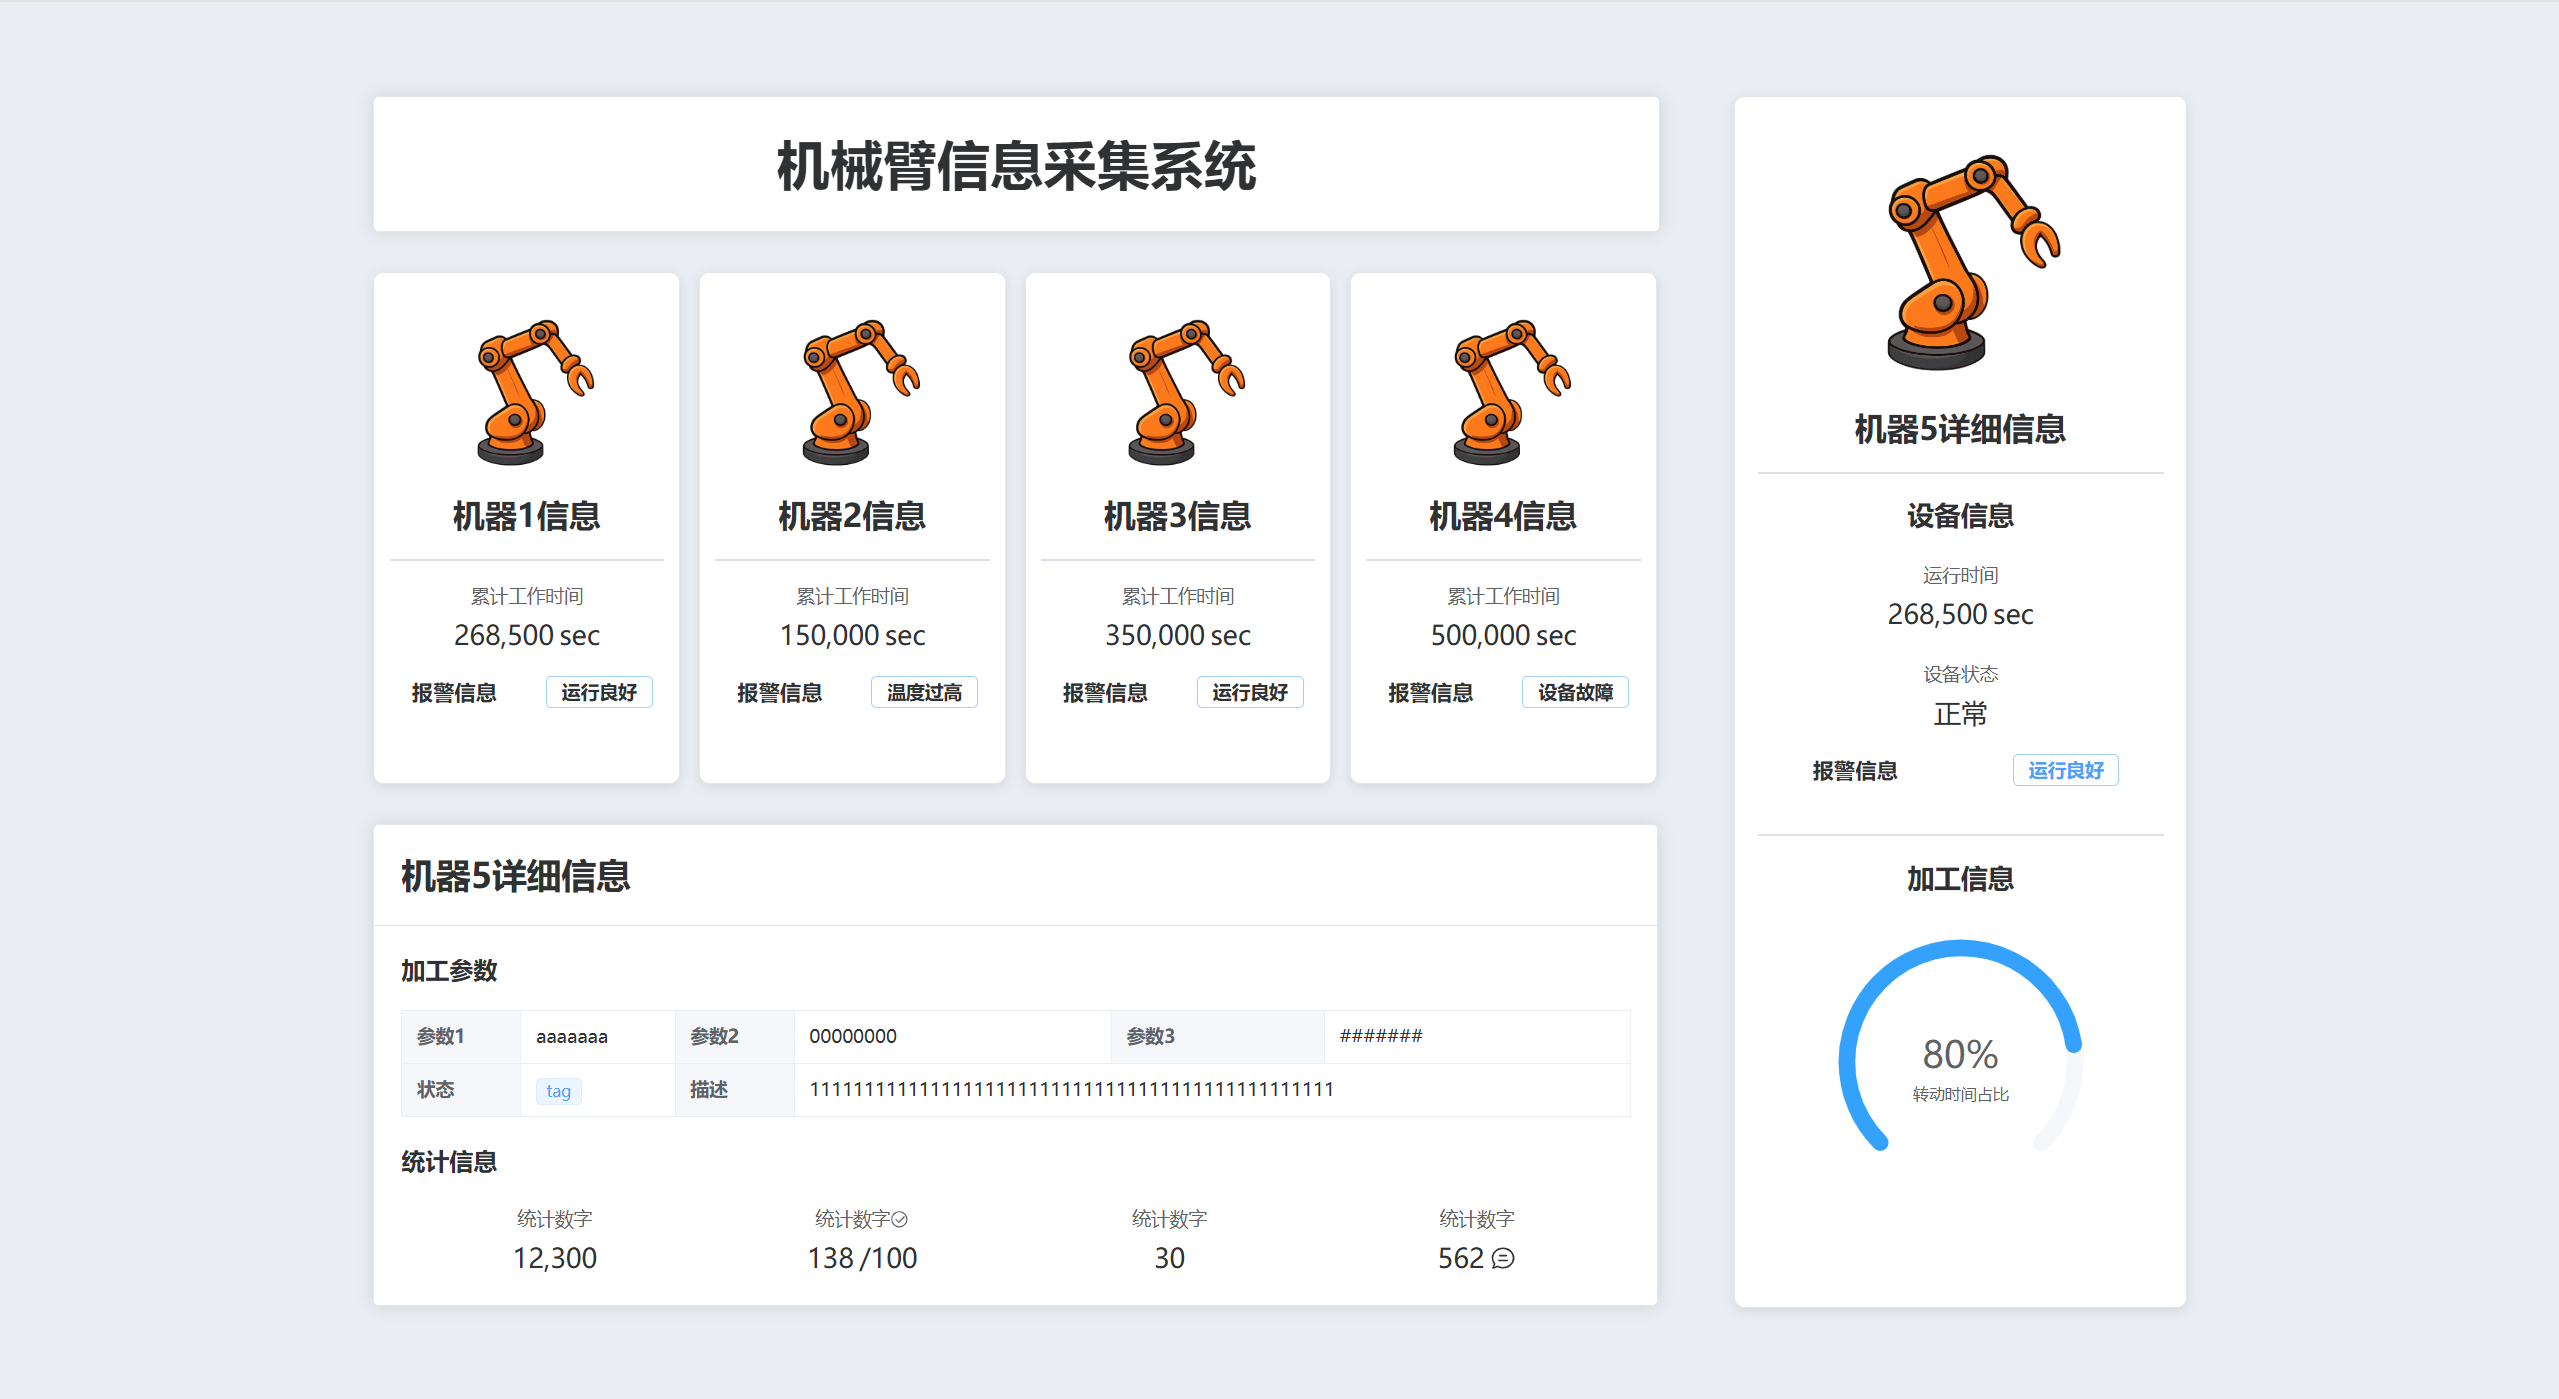 机械臂信息采集系统
机器1信息
累计工作时间
268,500 sec
报警信息 运行良好
机器2信息
累计工作时间
150,000 sec
报警信息 温度过高
机器3信息
累计工作时间
350,000 sec
报警信息 运行良好
机器4信息
累计工作时间
500,000 sec
报警信息 设备故障
机器5详细信息
加工参数
参数1 aaaaaaa 参数2 00000000 参数3 #######
状态 tag 描述 111111111111111111111111111111111111111111111111
统计信息
统计数字
12,300
统计数字
138 /100
统计数字
30
统计数字
562
机器5详细信息
设备信息
运行时间
268,500 sec
设备状态
正常
报警信息 运行良好
加工信息
80%
转动时间占比